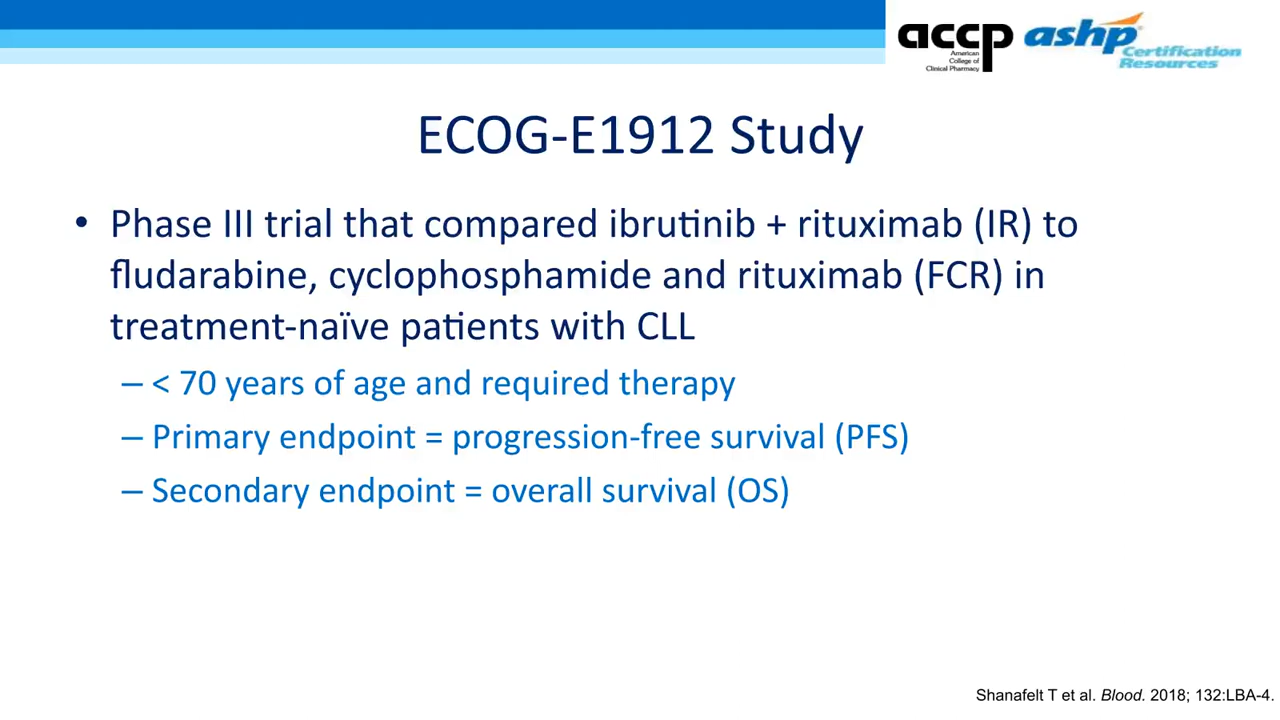 accp
American
College of
Clinical Pharmacy
ashp
Certification
Resources
ECOG-E1912 Study
• Phase III trial that compared ibrutinib + rituximab (IR) to
fludarabine, cyclophosphamide and rituximab (FCR) in
treatment-naïve patients with CLL
– < 70 years of age and required therapy
– Primary endpoint = progression-free survival (PFS)
– Secondary endpoint = overall survival (OS)
Shanafelt T et al. Blood. 2018; 132:LBA-4.